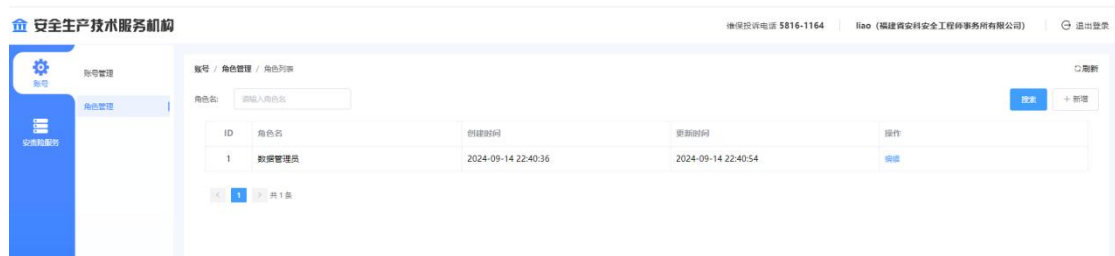 安全生产技术服务机构
维保投诉电话 5816-1164
liao（福建省安科安全工程师事务所有限公司）
退出登录
账号
安责险服务
账号管理
角色管理
账号 / 角色管理 / 角色列表
刷新
角色名: 请输入角色名
搜索
+ 新增
ID 角色名 创建时间 更新时间 操作
1 数据管理员 2024-09-14 22:40:36 2024-09-14 22:40:54 编辑
< 1 > 共 1 条